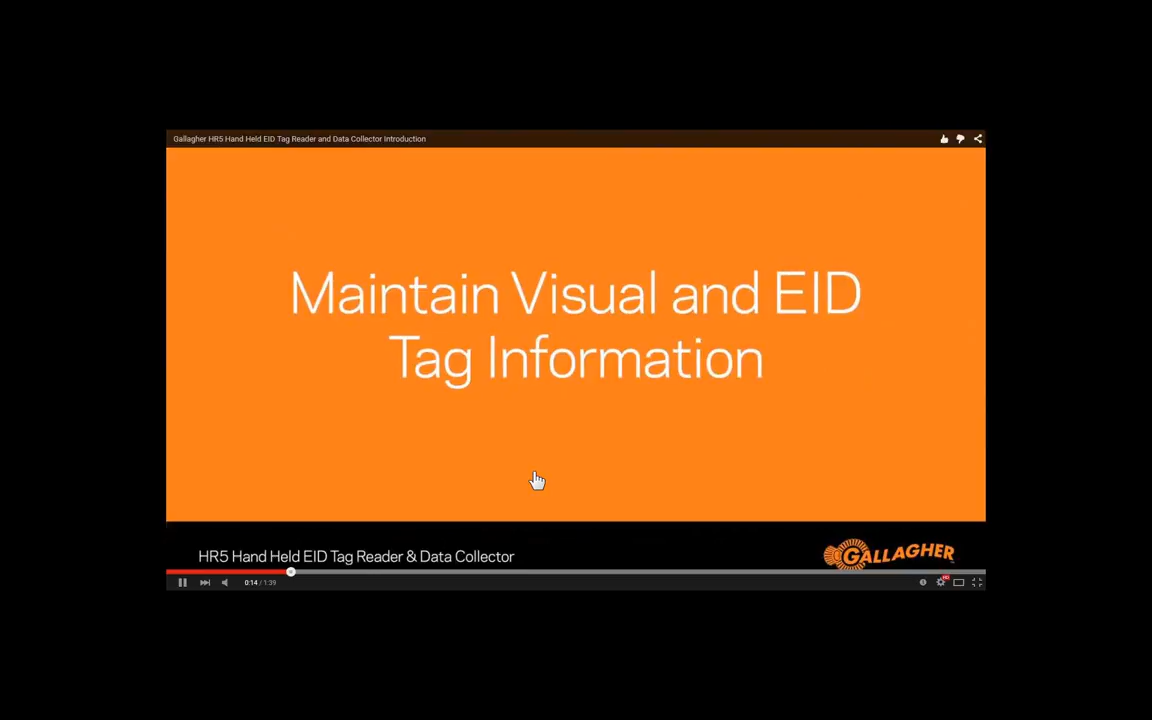 Gallagher HR5 Hand Held EID Tag Reader and Data Collector Introduction
Maintain Visual and EID
Tag Information
HR5 Hand Held EID Tag Reader & Data Collector
GALLAGHER
0:14 / 1:39
HD